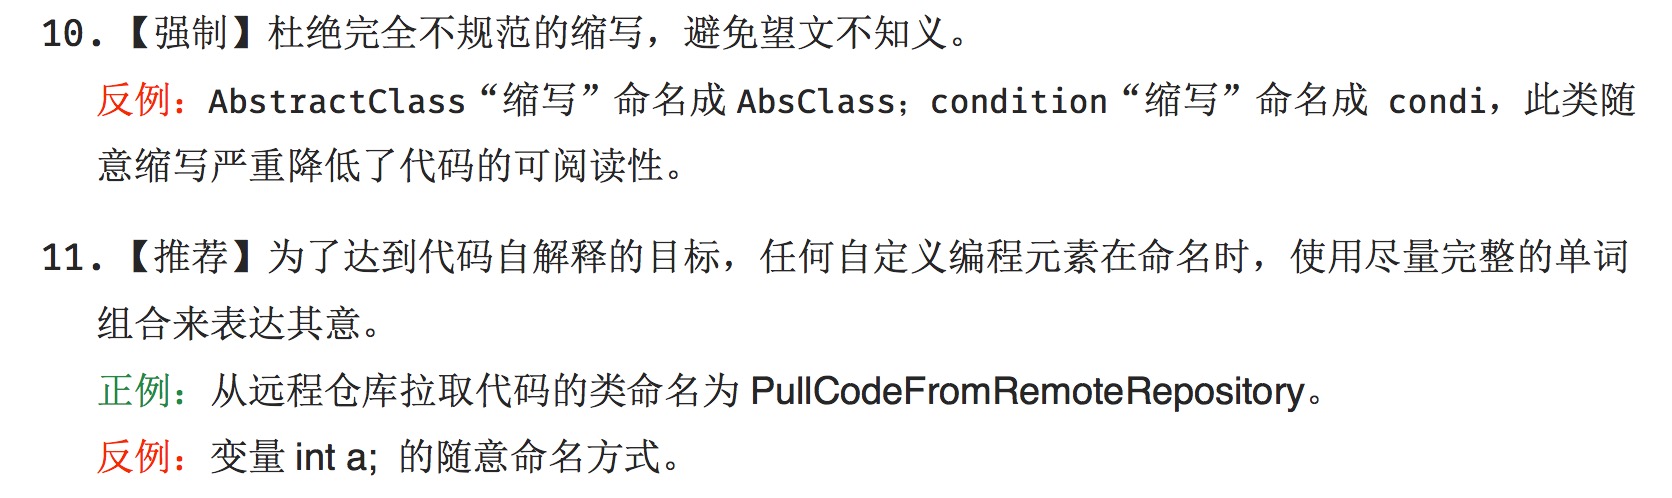 10. 【强制】杜绝完全不规范的缩写，避免望文不知义。
反例：AbstractClass“缩写”命名成 AbsClass；condition“缩写”命名成 condi，此类随
意缩写严重降低了代码的可阅读性。
11. 【推荐】为了达到代码自解释的目标，任何自定义编程元素在命名时，使用尽量完整的单词
组合来表达其意。
正例：从远程仓库拉取代码的类命名为 PullCodeFromRemoteRepository。
反例：变量 int a; 的随意命名方式。